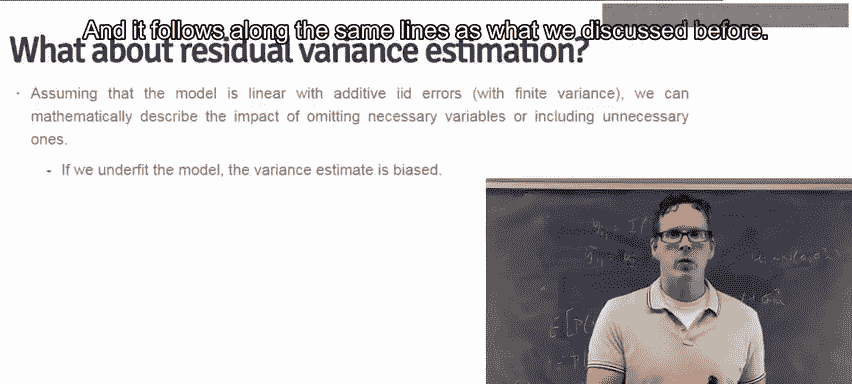 And it follows along the same lines as what we discussed before.
What about residual variance estimation?
· Assuming that the model is linear with additive iid errors (with finite variance), we can
mathematically describe the impact of omitting necessary variables or including unnecessary
ones.
- If we underfit the model, the variance estimate is biased.